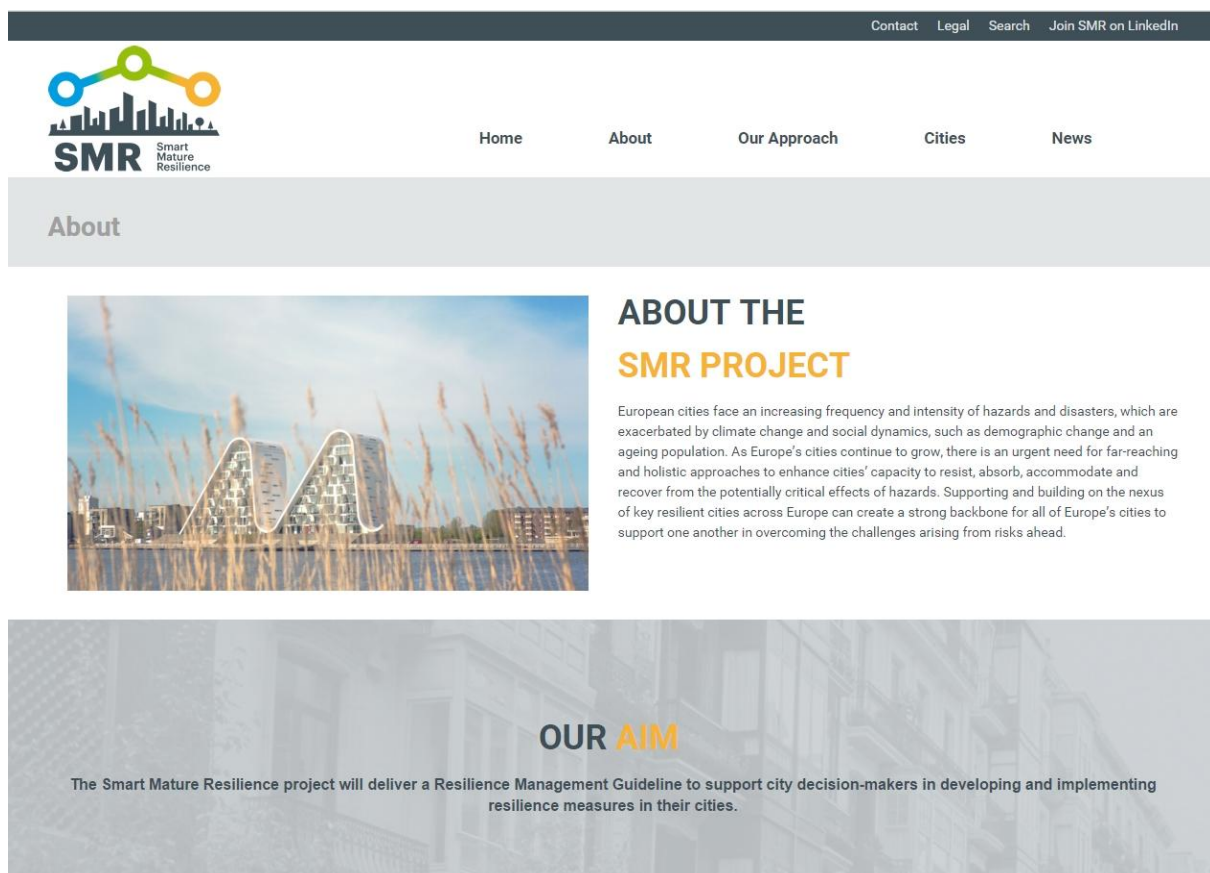 Contact Legal Search Join SMR on LinkedIn
SMR Smart
Mature
Resilience
Home About Our Approach Cities News
About
ABOUT THE
SMR PROJECT
European cities face an increasing frequency and intensity of hazards and disasters, which are
exacerbated by climate change and social dynamics, such as demographic change and an
ageing population. As Europe's cities continue to grow, there is an urgent need for far-reaching
and holistic approaches to enhance cities' capacity to resist, absorb, accommodate and
recover from the potentially critical effects of hazards. Supporting and building on the nexus
of key resilient cities across Europe can create a strong backbone for all of Europe's cities to
support one another in overcoming the challenges arising from risks ahead.
OUR AIM
The Smart Mature Resilience project will deliver a Resilience Management Guideline to support city decision-makers in developing and implementing
resilience measures in their cities.